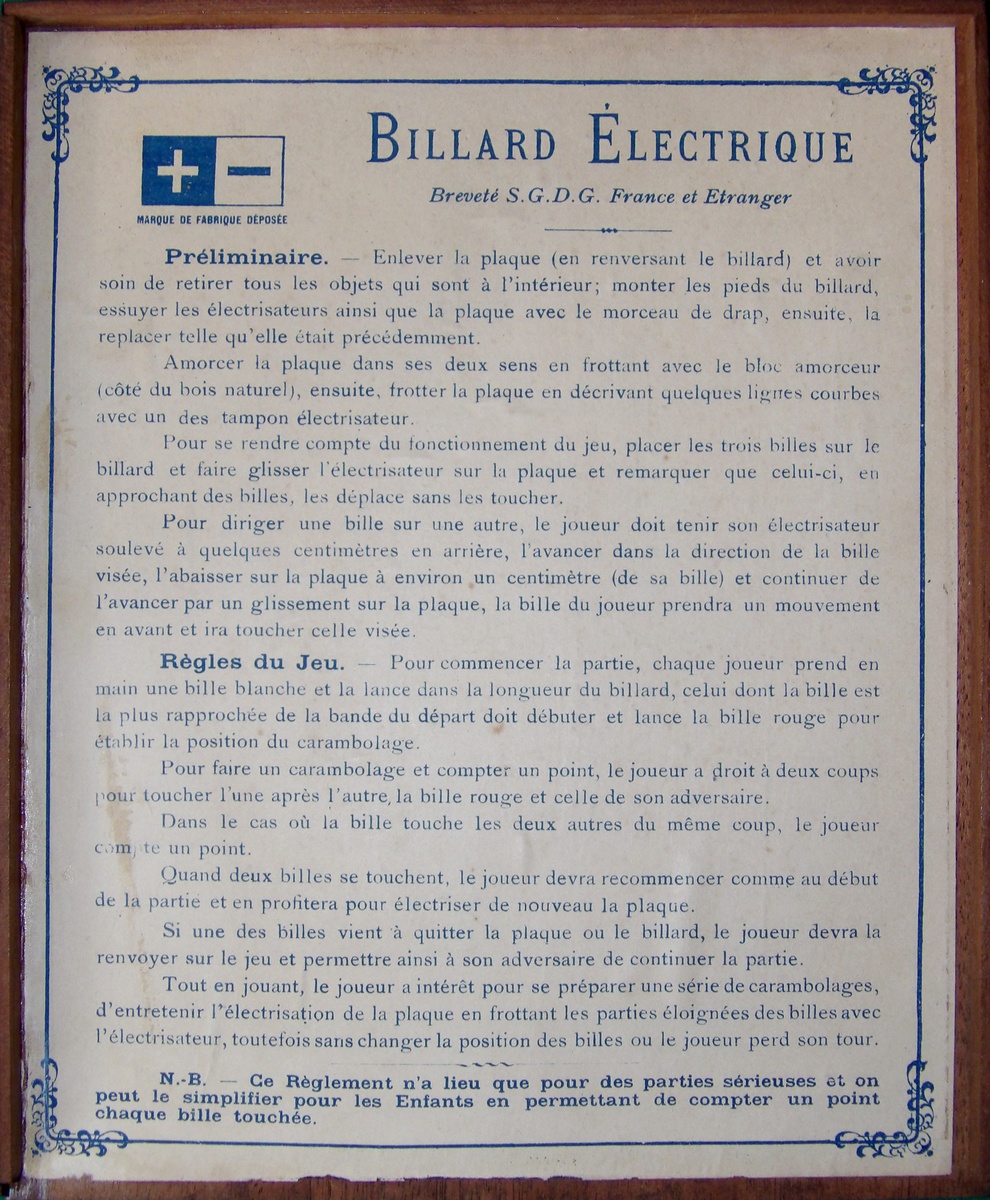 BILLARD ÉLECTRIQUE
+ −
MARQUE DE FABRIQUE DÉPOSÉE
Breveté S.G.D.G. France et Etranger
Préliminaire. — Enlever la plaque (en renversant le billard) et avoir
soin de retirer tous les objets qui sont à l'intérieur; monter les pieds du billard,
essuyer les électrisateurs ainsi que la plaque avec le morceau de drap, ensuite, la
replacer telle qu'elle était précédemment.
Amorcer la plaque dans ses deux sens en frottant avec le bloc amorceur
(côté du bois naturel), ensuite, frotter la plaque en décrivant quelques lignes courbes
avec un des tampon électrisateur.
Pour se rendre compte du fonctionnement du jeu, placer les trois billes sur le
billard et faire glisser l'électrisateur sur la plaque et remarquer que celui-ci, en
approchant des billes, les déplace sans les toucher.
Pour diriger une bille sur une autre, le joueur doit tenir son électrisateur
soulevé à quelques centimètres en arrière, l'avancer dans la direction de la bille
visée, l'abaisser sur la plaque à environ un centimètre (de sa bille) et continuer de
l'avancer par un glissement sur la plaque, la bille du joueur prendra un mouvement
en avant et ira toucher celle visée.
Règles du Jeu. — Pour commencer la partie, chaque joueur prend en
main une bille blanche et la lance dans la longueur du billard, celui dont la bille est
la plus rapprochée de la bande du départ doit débuter et lance la bille rouge pour
établir la position du carambolage.
Pour faire un carambolage et compter un point, le joueur a droit à deux coups
pour toucher l'une après l'autre, la bille rouge et celle de son adversaire.
Dans le cas où la bille touche les deux autres du même coup, le joueur
compte un point.
Quand deux billes se touchent, le joueur devra recommencer comme au début
de la partie et en profitera pour électriser de nouveau la plaque.
Si une des billes vient à quitter la plaque ou le billard, le joueur devra la
renvoyer sur le jeu et permettre ainsi à son adversaire de continuer la partie.
Tout en jouant, le joueur a intérêt pour se préparer une série de carambolages,
d'entretenir l'électrisation de la plaque en frottant les parties éloignées des billes avec
l'électrisateur, toutefois sans changer la position des billes ou le joueur perd son tour.
N.-B. — Ce Règlement n'a lieu que pour des parties sérieuses et on
peut le simplifier pour les Enfants en permettant de compter un point
chaque bille touchée.